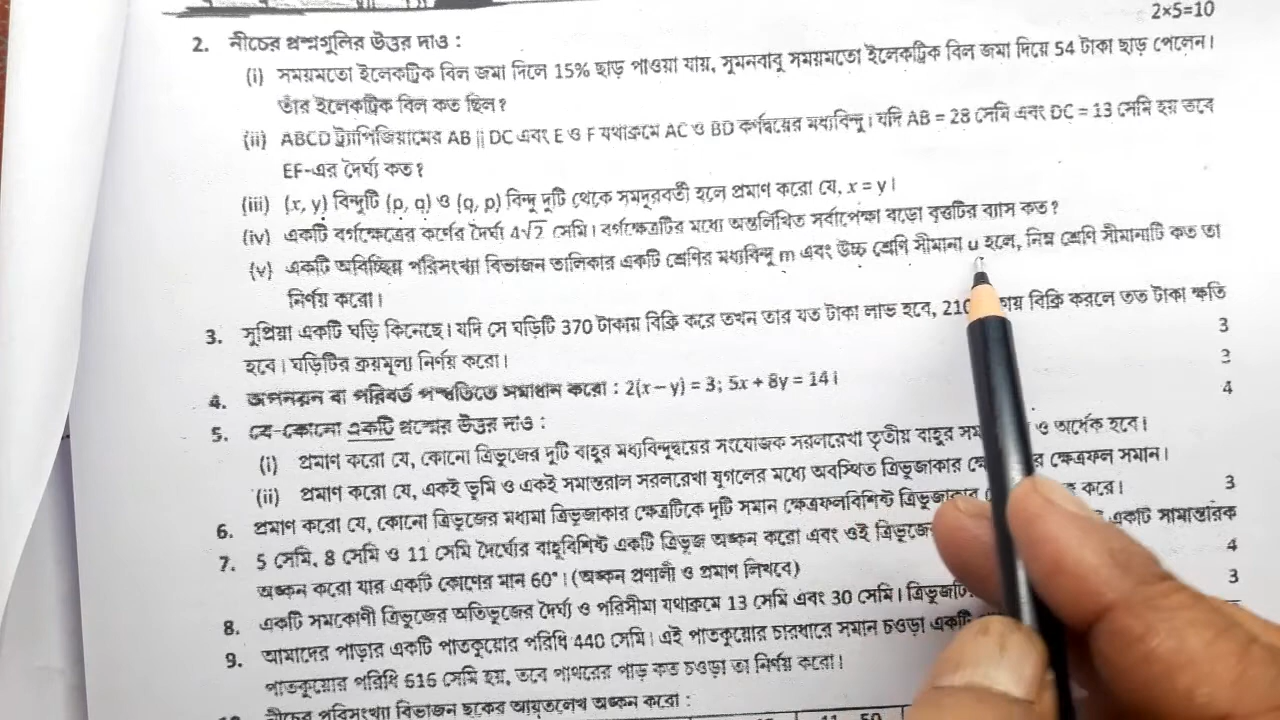 2×5=10
2. নীচের প্রশ্নগুলির উত্তর দাও :
(i) সময়মতো ইলেকট্রিক বিল জমা দিলে 15% ছাড় পাওয়া যায়, সুমনবাবু সময়মতো ইলেকট্রিক বিল জমা দিয়ে 54 টাকা ছাড় পেলেন।
তাঁর ইলেকট্রিক বিল কত ছিল?
(ii) ABCD ট্রাপিজিয়ামের AB || DC এবং E ও F যথাক্রমে AC ও BD কর্ণদ্বয়ের মধ্যবিন্দু। যদি AB = 28 সেমি এবং DC = 13 সেমি হয় তবে
EF-এর দৈর্ঘ্য কত?
(iii) (x, y) বিন্দুটি (p, q) ও (q, p) বিন্দু দুটি থেকে সমদূরবর্তী হলে প্রমাণ করো যে, x = y।
(iv) একটি বর্গক্ষেত্রের কর্ণের দৈর্ঘ্য 4√2 সেমি। বর্গক্ষেত্রটির মধ্যে অন্তর্লিখিত সর্বাপেক্ষা বড়ো বৃত্তটির ব্যাস কত?
(v) একটি অবিচ্ছিন্ন পরিসংখ্যা বিভাজন তালিকার একটি শ্রেণির মধ্যবিন্দু m এবং উচ্চ শ্রেণি সীমানা u হলে, নিম্ন শ্রেণি সীমানাটি কত তা
নির্ণয় করো।
3. সুপ্রিয়া একটি ঘড়ি কিনেছে। যদি সে ঘড়িটি 370 টাকায় বিক্রি করে তখন তার যত টাকা লাভ হবে, 210 কায় বিক্রি করলে তত টাকা ক্ষতি
হবে। ঘড়িটির ক্রয়মূল্য নির্ণয় করো। 3
4. অপনয়ন বা পরিবর্ত পদ্ধতিতে সমাধান করো : 2(x – y) = 3; 5x + 8y = 14। 3
5. যে-কোনো একটি প্রশ্নের উত্তর দাও : 4
(i) প্রমাণ করো যে, কোনো ত্রিভুজের দুটি বাহুর মধ্যবিন্দুদ্বয়ের সংযোজক সরলরেখা তৃতীয় বাহুর সম ও অর্ধেক হবে।
(ii) প্রমাণ করো যে, একই ভূমি ও একই সমান্তরাল সরলরেখা যুগলের মধ্যে অবস্থিত ত্রিভুজাকার ক্ষে র ক্ষেত্রফল সমান।
6. প্রমাণ করো যে, কোনো ত্রিভুজের মধ্যমা ত্রিভুজাকার ক্ষেত্রটিকে দুটি সমান ক্ষেত্রফলবিশিষ্ট ত্রিভুজাকার করে। 3
7. 5 সেমি, 8 সেমি ও 11 সেমি দৈর্ঘ্যের বাহুবিশিষ্ট একটি ত্রিভুজ অঙ্কন করো এবং ওই ত্রিভুজের একটি সামান্তরিক
অঙ্কন করো যার একটি কোণের মান 60°। (অঙ্কন প্রণালী ও প্রমাণ লিখবে) 4
8. একটি সমকোণী ত্রিভুজের অতিভুজের দৈর্ঘ্য ও পরিসীমা যথাক্রমে 13 সেমি এবং 30 সেমি। ত্রিভুজটি 3
9. আমাদের পাড়ার একটি পাতকুয়োর পরিধি 440 সেমি। এই পাতকুয়োর চারধারে সমান চওড়া একটি
পাতকুয়োর পরিধি 616 সেমি হয়, তবে পাথরের পাড় কত চওড়া তা নির্ণয় করো।
নীচের পরিসংখ্যা বিভাজন ছকের আয়তলেখ অঙ্কন করো :